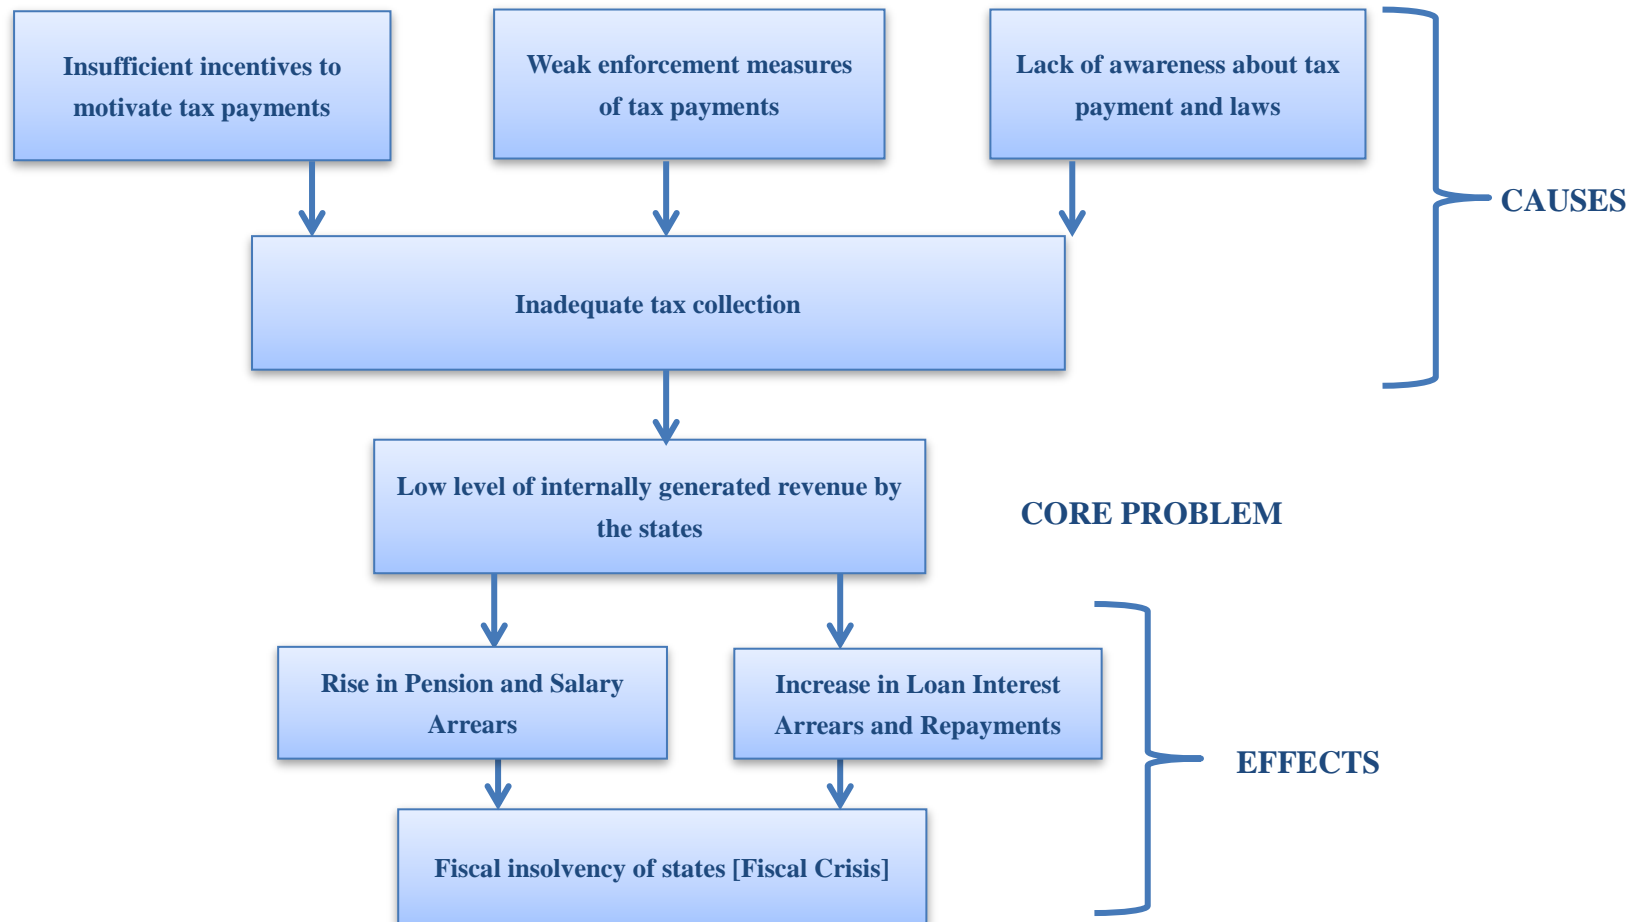 Insufficient incentives to
motivate tax payments
Weak enforcement measures
of tax payments
Lack of awareness about tax
payment and laws
CAUSES
Inadequate tax collection
Low level of internally generated revenue by
the states
CORE PROBLEM
Rise in Pension and Salary
Arrears
Increase in Loan Interest
Arrears and Repayments
EFFECTS
Fiscal insolvency of states [Fiscal Crisis]